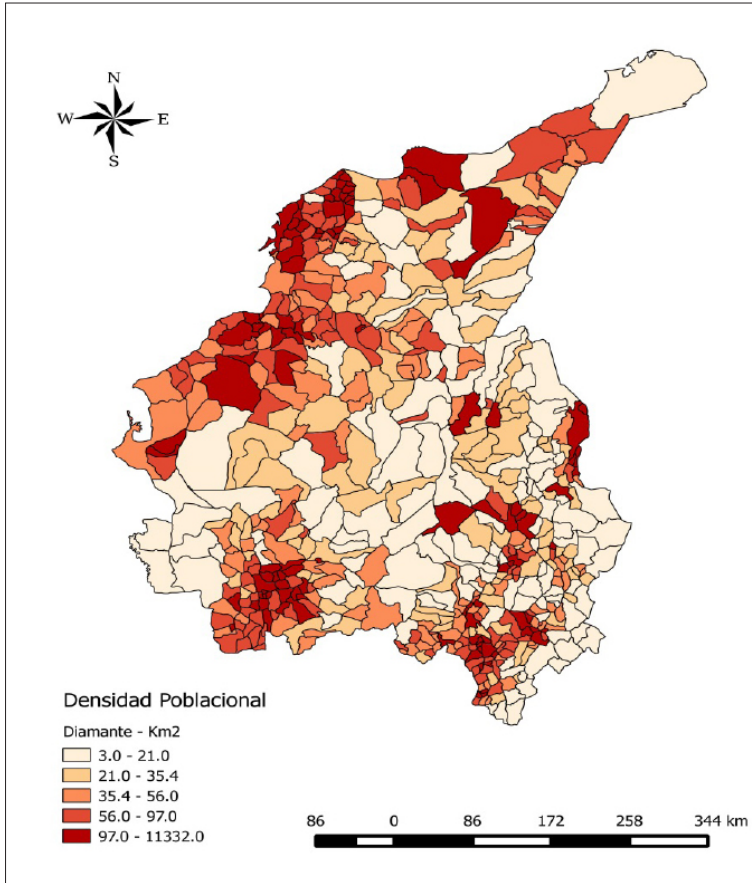 N
W E
S
Densidad Poblacional
Diamante - Km2
3.0 - 21.0
21.0 - 35.4
35.4 - 56.0
56.0 - 97.0
97.0 - 11332.0
86 0 86 172 258 344 km